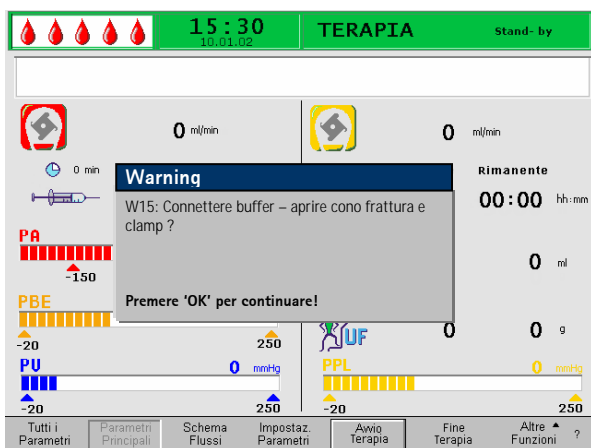 15:30 TERAPIA Stand- by
10.01.02
0 ml/min 0 ml/min
0 min Rimanente
00:00 hh:mm
Warning
W15: Connettere buffer – aprire cono frattura e
clamp ?
Premere 'OK' per continuare!
PA
-150
0 ml
PBE
-20 250
UF 0 0 g
PV 0 mmHg PPL 0 mmHg
-20 250 -20 250
Tutti i Parametri
Parametri Principali
Schema Flussi
Impostaz. Parametri
Avvio Terapia
Fine Terapia
Altre Funzioni
?